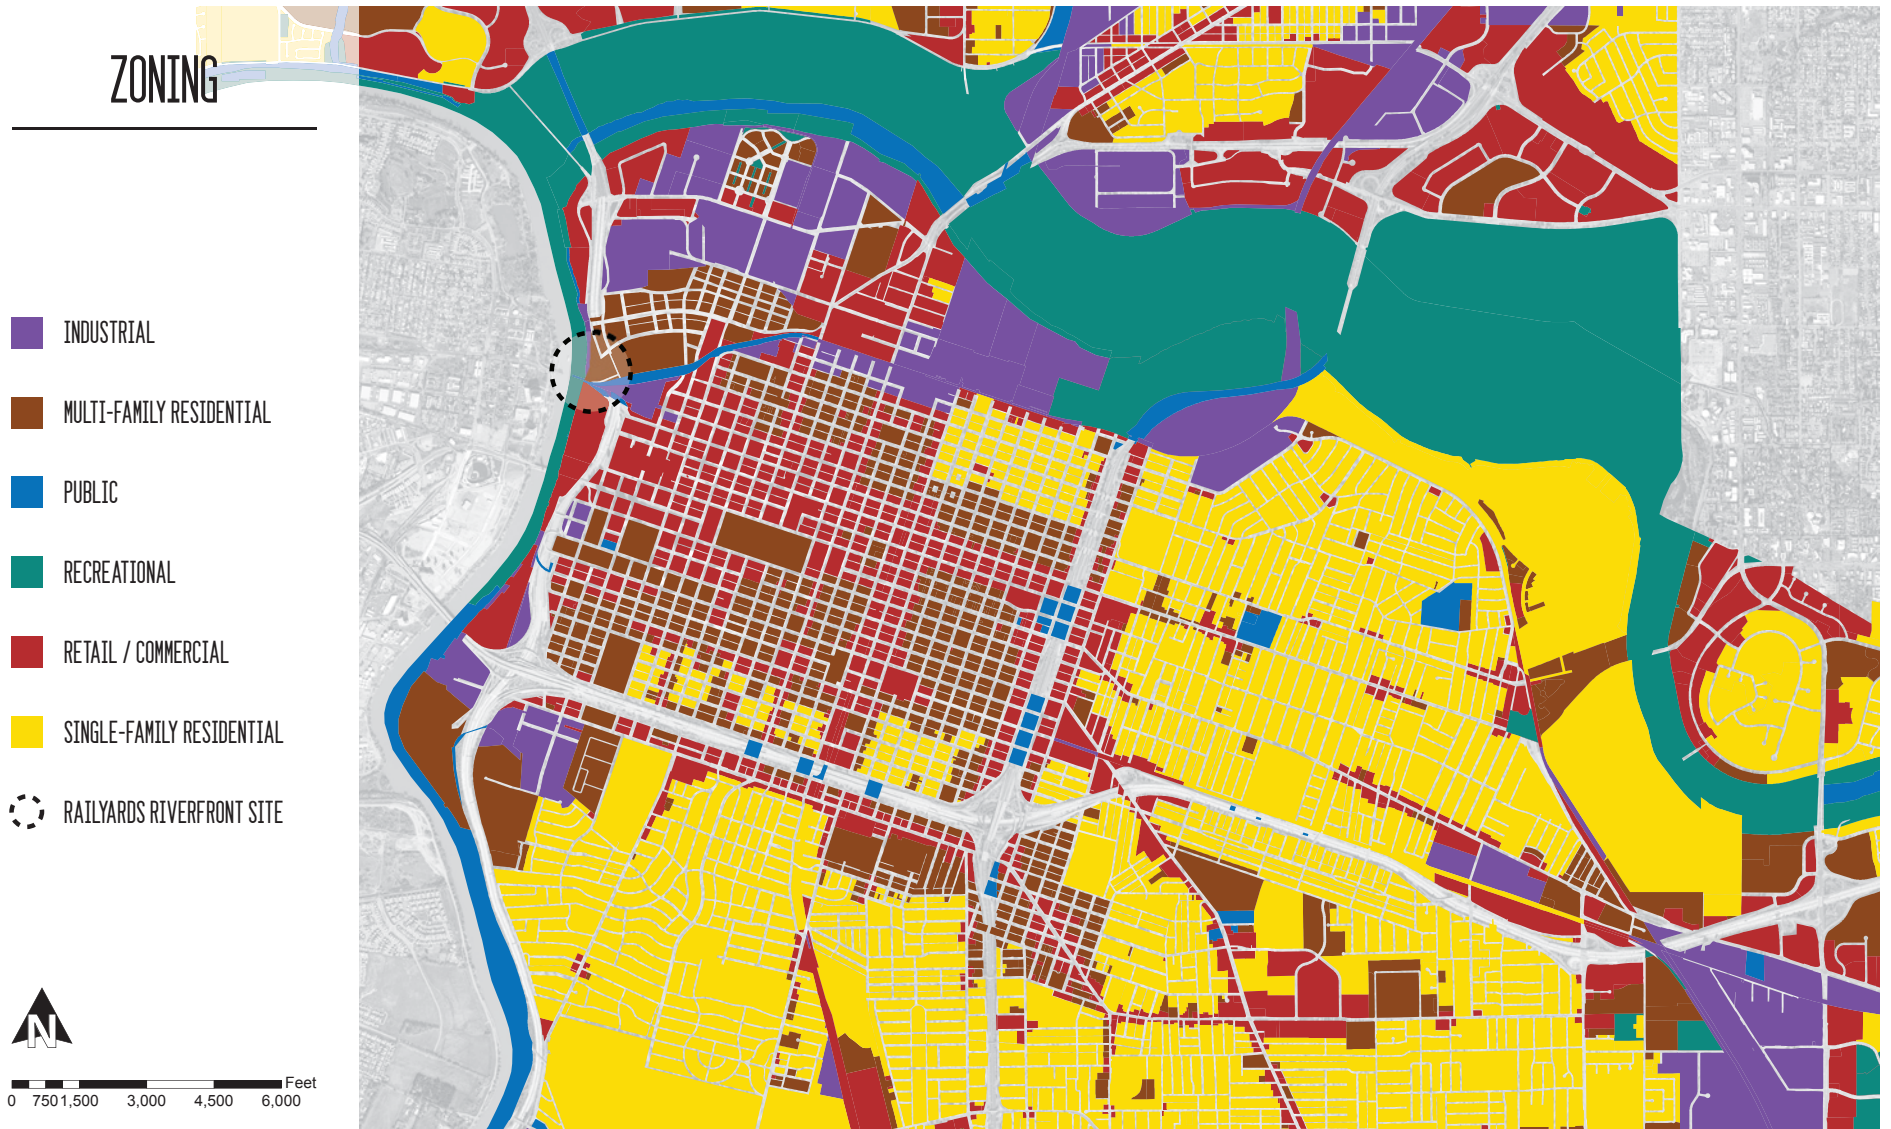 ZONING
INDUSTRIAL
MULTI-FAMILY RESIDENTIAL
PUBLIC
RECREATIONAL
RETAIL / COMMERCIAL
SINGLE-FAMILY RESIDENTIAL
RAILYARDS RIVERFRONT SITE
N
Feet
0 750 1,500 3,000 4,500 6,000